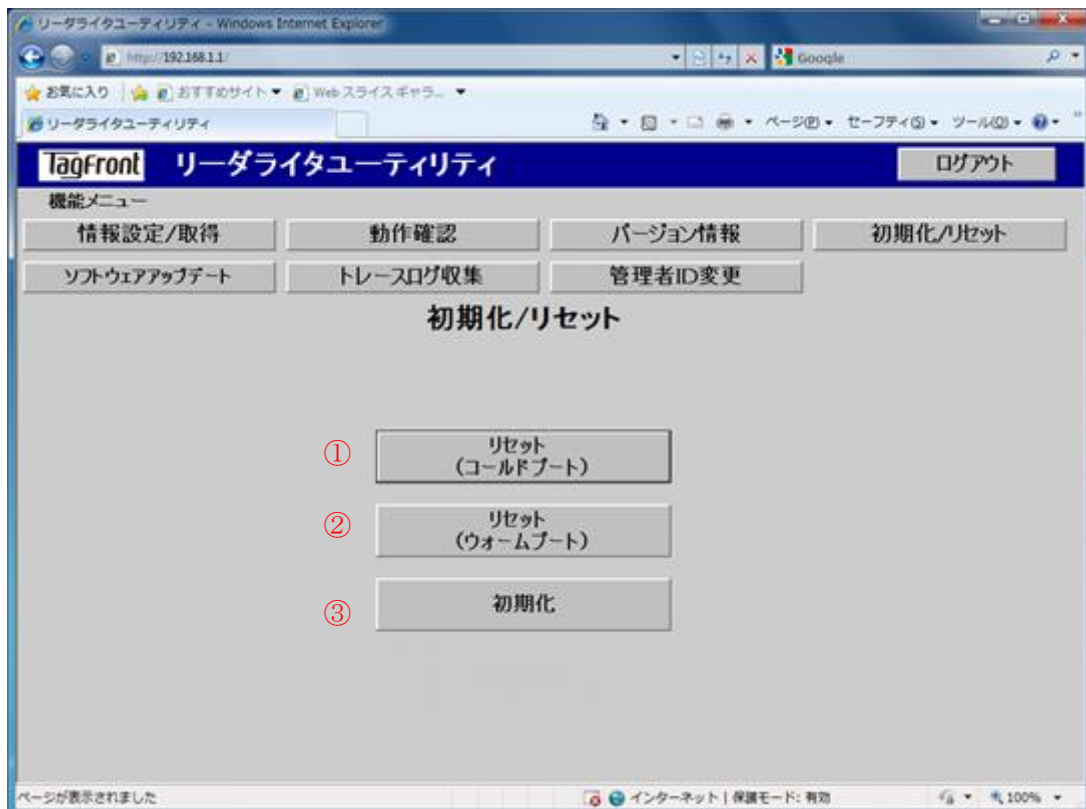 リーダライタユーティリティ - Windows Internet Explorer
http://192.168.1.1/
Google
お気に入り おすすめサイト Web スライス ギャラ...
リーダライタユーティリティ ページ(P) セーフティ(S) ツール(O)
TagFront リーダライタユーティリティ ログアウト
機能メニュー
情報設定/取得 動作確認 バージョン情報 初期化/リセット
ソフトウェアアップデート トレースログ収集 管理者ID変更
初期化/リセット
① リセット
(コールドブート)
② リセット
(ウォームブート)
③ 初期化
ページが表示されました インターネット | 保護モード: 有効 100%